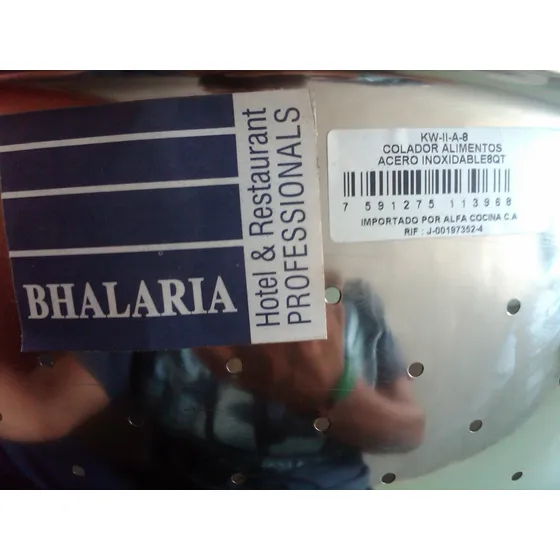 BHALARIA
Hotel & Restaurant
PROFESSIONALS
KW-II-A-8
COLADOR ALIMENTOS
ACERO INOXIDABLE8QT
7 591275 113968
IMPORTADO POR ALFA COCINA C.A
RIF : J-00197352-4